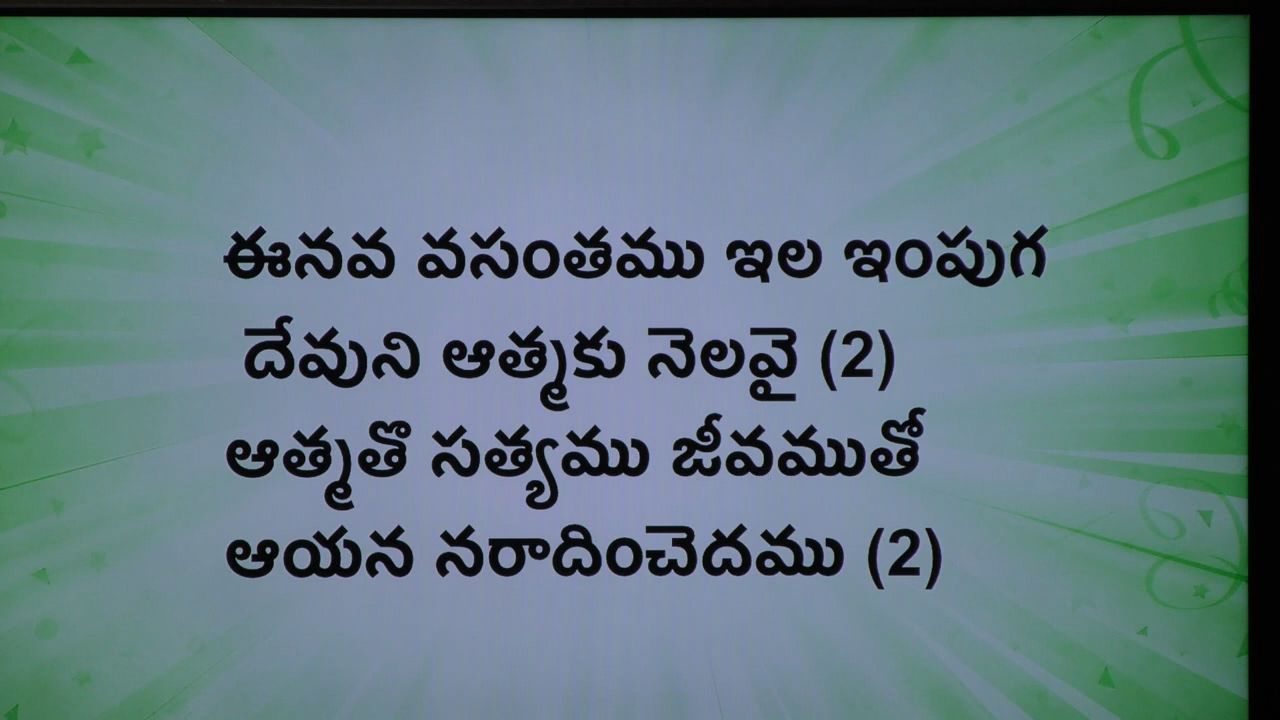 ఈనవ వసంతము ఇల ఇంపుగ
దేవుని ఆత్మకు నెలవై (2)
ఆత్మతొ సత్యము జీవముతో
ఆయన నరాదించెదము (2)